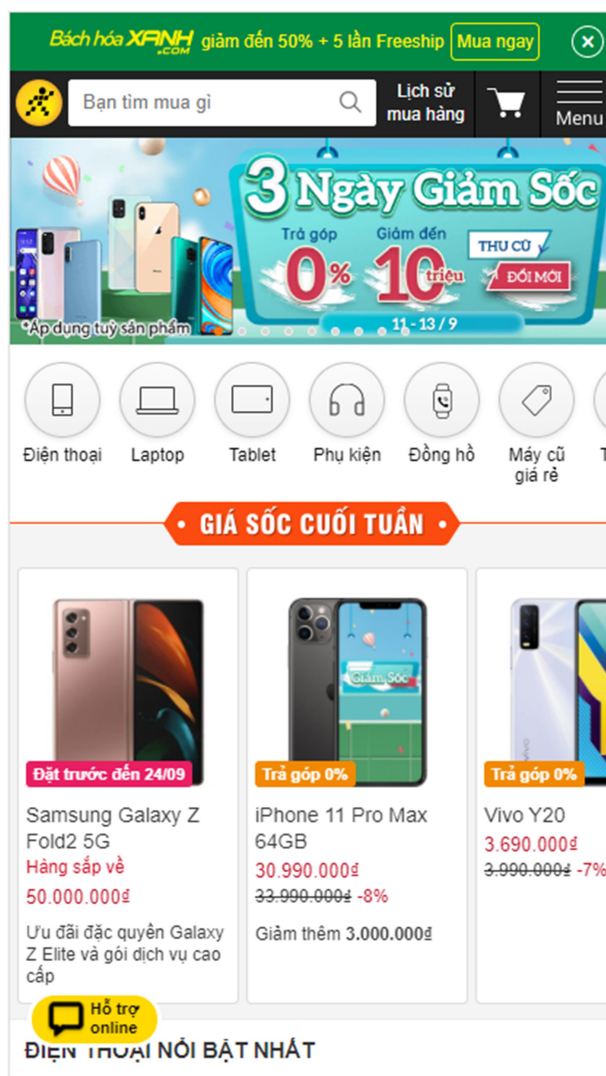 Bách hóa XANH .COM giảm đến 50% + 5 lần Freeship Mua ngay
Bạn tìm mua gì
Lịch sử
mua hàng
Menu
3 Ngày Giảm Sốc
Trả góp
0%
Giảm đến
10 triệu
THU CŨ
ĐỔI MỚI
*Áp dụng tuỳ sản phẩm
11 - 13 / 9
Điện thoại
Laptop
Tablet
Phụ kiện
Đồng hồ
Máy cũ
giá rẻ
T
• GIÁ SỐC CUỐI TUẦN •
Giảm Sốc
vivo
Đặt trước đến 24/09
Samsung Galaxy Z
Fold2 5G
Hàng sắp về
50.000.000₫
Ưu đãi đặc quyền Galaxy
Z Elite và gói dịch vụ cao
cấp
Trả góp 0%
iPhone 11 Pro Max
64GB
30.990.000₫
33.990.000₫ -8%
Giảm thêm 3.000.000₫
Trả góp 0%
Vivo Y20
3.690.000₫
3.990.000₫ -7%
Hỗ trợ
online
ĐIỆN THOẠI NỔI BẬT NHẤT